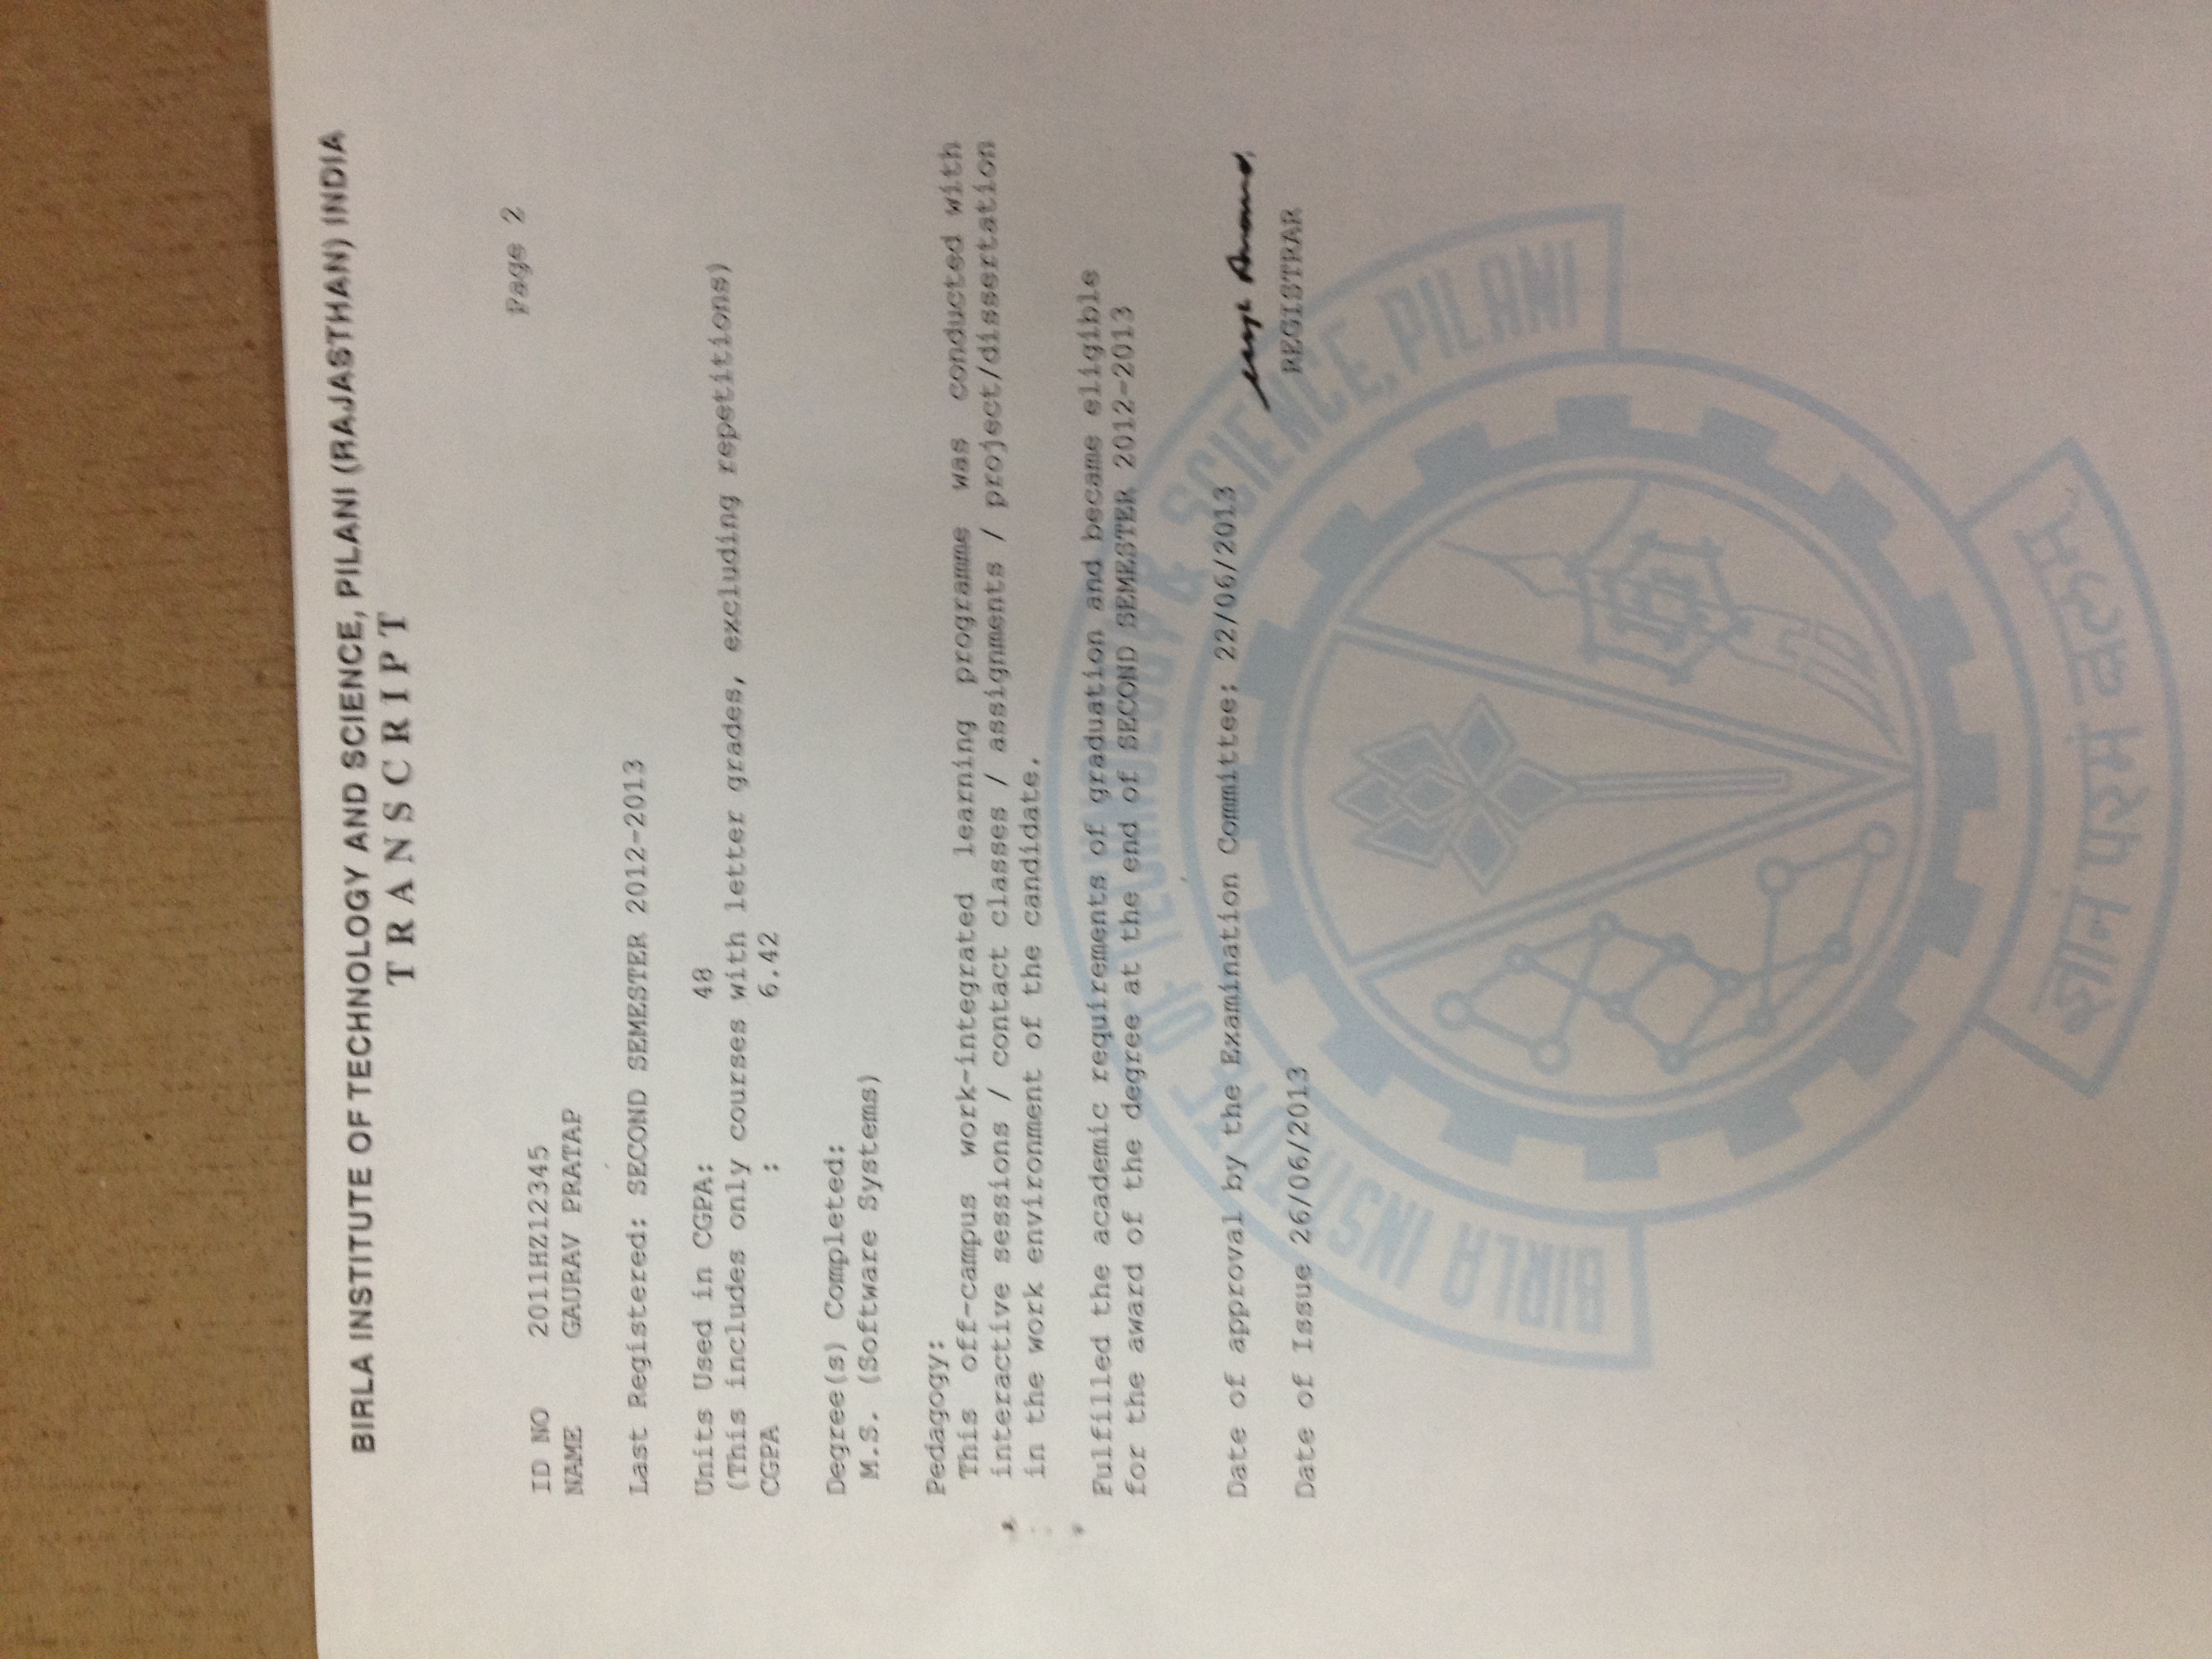 BIRLA INSTITUTE OF TECHNOLOGY AND SCIENCE, PILANI (RAJASTHAN) INDIA
TRANSCRIPT
Page 2
ID NO 2011HZ12345
NAME GAURAV PRATAP
Last Registered: SECOND SEMESTER 2012-2013
Units Used in CGPA: 48
(This includes only courses with letter grades, excluding repetitions)
CGPA : 6.42
Degree(s) Completed:
M.S. (Software Systems)
Pedagogy:
This off-campus work-integrated learning programme was conducted with
interactive sessions / contact classes / assignments / project/dissertation
in the work environment of the candidate.
Fulfilled the academic requirements of graduation and became eligible
for the award of the degree at the end of SECOND SEMESTER 2012-2013
Date of approval by the Examination Committee: 22/06/2013
REGISTRAR
Date of Issue 26/06/2013
BIRLA INSTITUTE OF TECHNOLOGY & SCIENCE, PILANI
ज्ञानं परमं बलम्